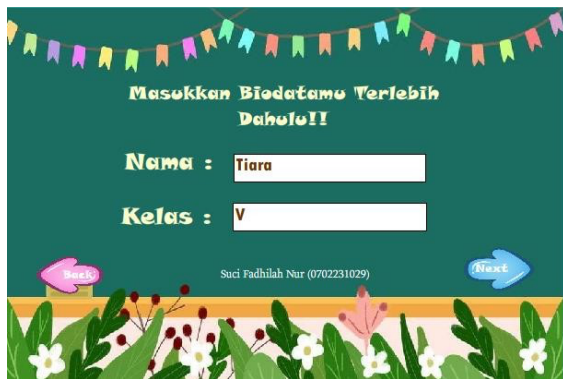 Masukkan Biodatamu Terlebih
Dahulu!!
Nama : Tiara
Kelas : V
Back
Suci Fadhilah Nur (0702231029)
Next